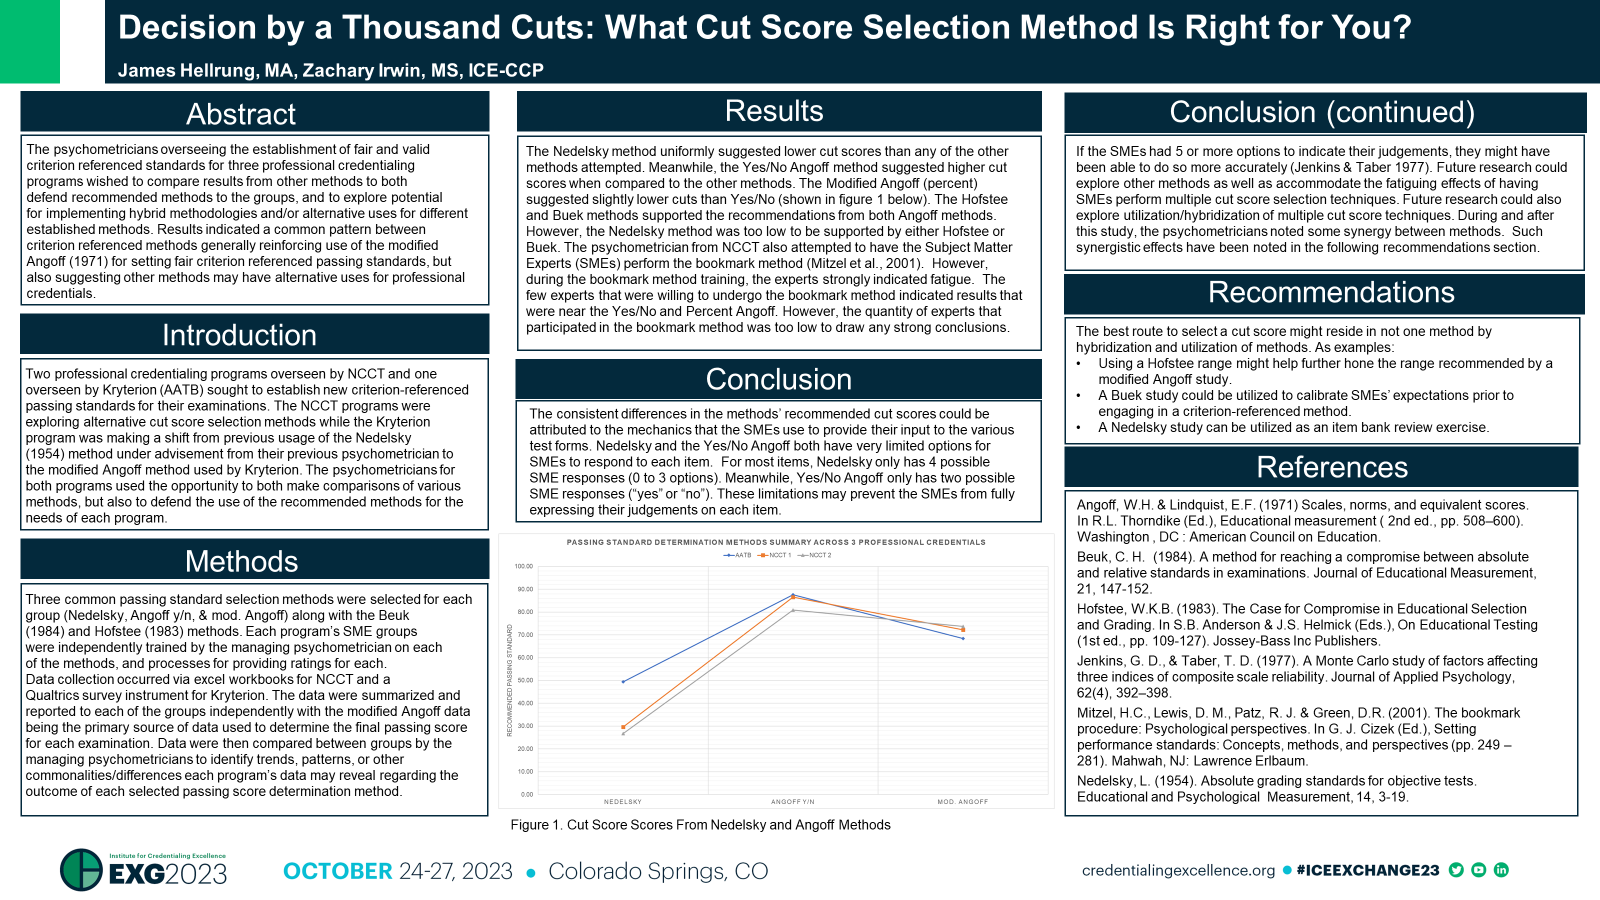 Decision by a Thousand Cuts: What Cut Score Selection Method Is Right for You?
James Hellrung, MA, Zachary Irwin, MS, ICE-CCP
Abstract
The psychometricians overseeing the establishment of fair and valid
criterion referenced standards for three professional credentialing
programs wished to compare results from other methods to both
defend recommended methods to the groups, and to explore potential
for implementing hybrid methodologies and/or alternative uses for different
established methods. Results indicated a common pattern between
criterion referenced methods generally reinforcing use of the modified
Angoff (1971) for setting fair criterion referenced passing standards, but
also suggesting other methods may have alternative uses for professional
credentials.
Introduction
Two professional credentialing programs overseen by NCCT and one
overseen by Kryterion (AATB) sought to establish new criterion-referenced
passing standards for their examinations. The NCCT programs were
exploring alternative cut score selection methods while the Kryterion
program was making a shift from previous usage of the Nedelsky
(1954) method under advisement from their previous psychometrician to
the modified Angoff method used by Kryterion. The psychometricians for
both programs used the opportunity to both make comparisons of various
methods, but also to defend the use of the recommended methods for the
needs of each program.
Methods
Three common passing standard selection methods were selected for each
group (Nedelsky, Angoff y/n, & mod. Angoff) along with the Beuk
(1984) and Hofstee (1983) methods. Each program's SME groups
were independently trained by the managing psychometrician on each
of the methods, and processes for providing ratings for each.
Data collection occurred via excel workbooks for NCCT and a
Qualtrics survey instrument for Kryterion. The data were summarized and
reported to each of the groups independently with the modified Angoff data
being the primary source of data used to determine the final passing score
for each examination. Data were then compared between groups by the
managing psychometricians to identify trends, patterns, or other
commonalities/differences each program's data may reveal regarding the
outcome of each selected passing score determination method.
Results
The Nedelsky method uniformly suggested lower cut scores than any of the other
methods attempted. Meanwhile, the Yes/No Angoff method suggested higher cut
scores when compared to the other methods. The Modified Angoff (percent)
suggested slightly lower cuts than Yes/No (shown in figure 1 below). The Hofstee
and Buek methods supported the recommendations from both Angoff methods.
However, the Nedelsky method was too low to be supported by either Hofstee or
Buek. The psychometrician from NCCT also attempted to have the Subject Matter
Experts (SMEs) perform the bookmark method (Mitzel et al., 2001). However,
during the bookmark method training, the experts strongly indicated fatigue. The
few experts that were willing to undergo the bookmark method indicated results that
were near the Yes/No and Percent Angoff. However, the quantity of experts that
participated in the bookmark method was too low to draw any strong conclusions.
Conclusion
The consistent differences in the methods' recommended cut scores could be
attributed to the mechanics that the SMEs use to provide their input to the various
test forms. Nedelsky and the Yes/No Angoff both have very limited options for
SMEs to respond to each item. For most items, Nedelsky only has 4 possible
SME responses (0 to 3 options). Meanwhile, Yes/No Angoff only has two possible
SME responses ("yes" or "no"). These limitations may prevent the SMEs from fully
expressing their judgements on each item.
PASSING STANDARD DETERMINATION METHODS SUMMARY ACROSS 3 PROFESSIONAL CREDENTIALS
AATB NCCT 1 NCCT 2
RECOMMENDED PASSING STANDARD
100.00
90.00
80.00
70.00
60.00
50.00
40.00
30.00
20.00
10.00
0.00
NEDELSKY ANGOFF Y/N MOD. ANGOFF
Figure 1. Cut Score Scores From Nedelsky and Angoff Methods
Conclusion (continued)
If the SMEs had 5 or more options to indicate their judgements, they might have
been able to do so more accurately (Jenkins & Taber 1977). Future research could
explore other methods as well as accommodate the fatiguing effects of having
SMEs perform multiple cut score selection techniques. Future research could also
explore utilization/hybridization of multiple cut score techniques. During and after
this study, the psychometricians noted some synergy between methods. Such
synergistic effects have been noted in the following recommendations section.
Recommendations
The best route to select a cut score might reside in not one method by
hybridization and utilization of methods. As examples:
• Using a Hofstee range might help further hone the range recommended by a
modified Angoff study.
• A Buek study could be utilized to calibrate SMEs' expectations prior to
engaging in a criterion-referenced method.
• A Nedelsky study can be utilized as an item bank review exercise.
References
Angoff, W.H. & Lindquist, E.F. (1971) Scales, norms, and equivalent scores.
In R.L. Thorndike (Ed.), Educational measurement ( 2nd ed., pp. 508–600).
Washington , DC : American Council on Education.
Beuk, C. H. (1984). A method for reaching a compromise between absolute
and relative standards in examinations. Journal of Educational Measurement,
21, 147-152.
Hofstee, W.K.B. (1983). The Case for Compromise in Educational Selection
and Grading. In S.B. Anderson & J.S. Helmick (Eds.), On Educational Testing
(1st ed., pp. 109-127). Jossey-Bass Inc Publishers.
Jenkins, G. D., & Taber, T. D. (1977). A Monte Carlo study of factors affecting
three indices of composite scale reliability. Journal of Applied Psychology,
62(4), 392–398.
Mitzel, H.C., Lewis, D. M., Patz, R. J. & Green, D.R. (2001). The bookmark
procedure: Psychological perspectives. In G. J. Cizek (Ed.), Setting
performance standards: Concepts, methods, and perspectives (pp. 249 –
281). Mahwah, NJ: Lawrence Erlbaum.
Nedelsky, L. (1954). Absolute grading standards for objective tests.
Educational and Psychological Measurement, 14, 3-19.
Institute for Credentialing Excellence
EXG2023
OCTOBER 24-27, 2023 • Colorado Springs, CO
credentialingexcellence.org • #ICEEXCHANGE23